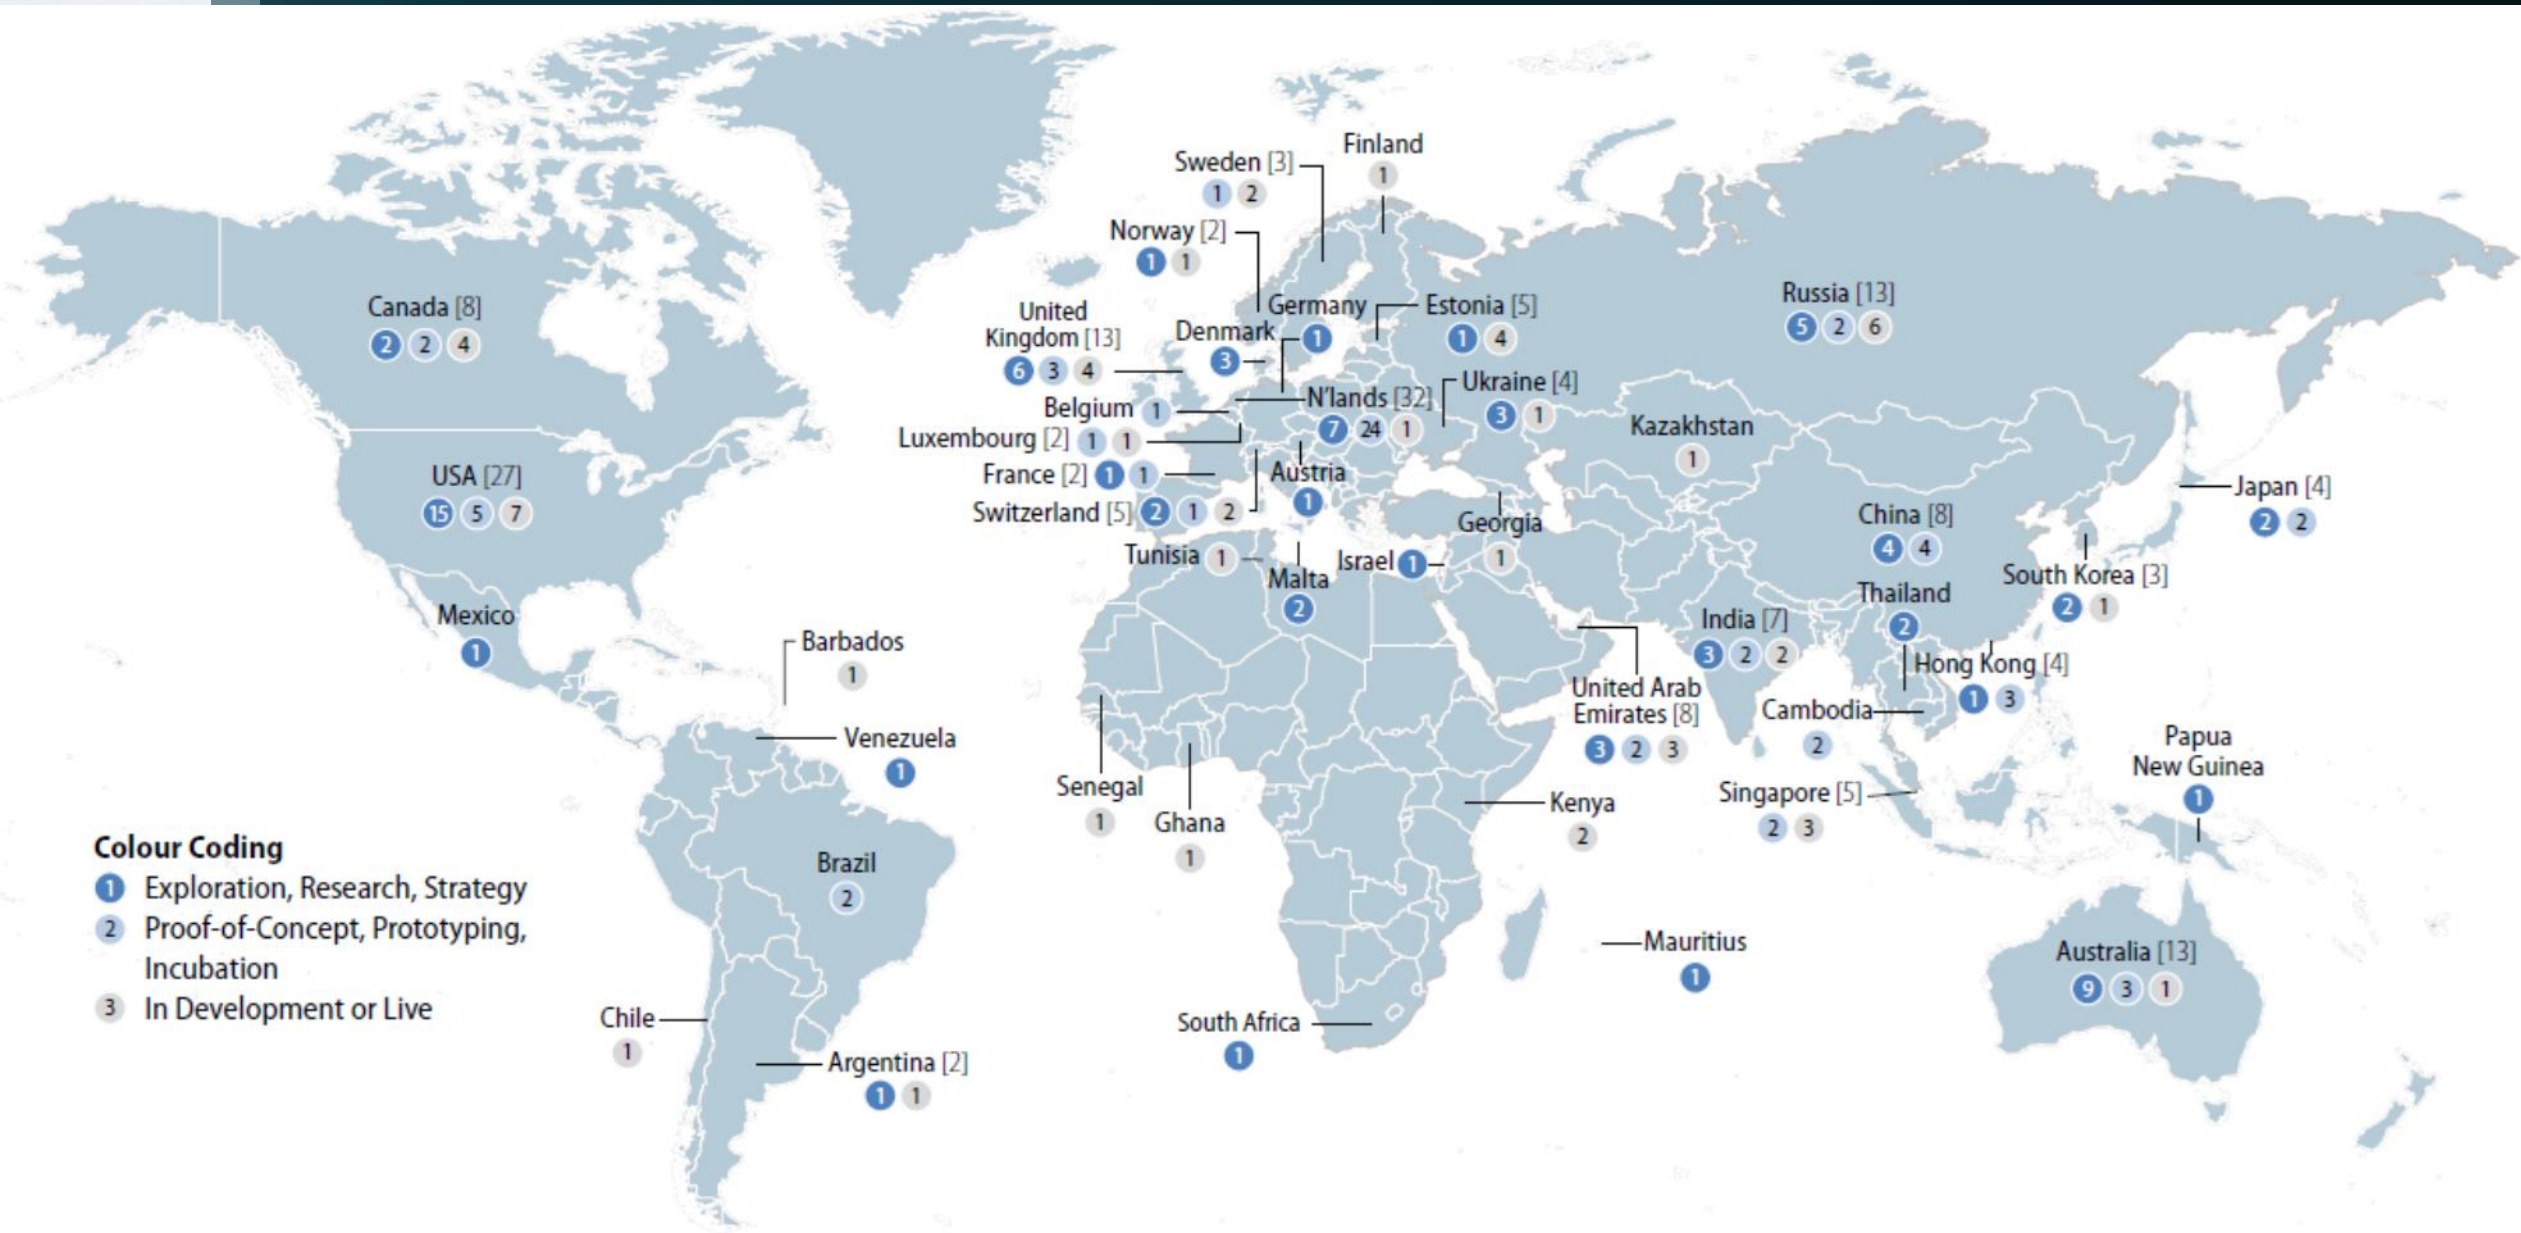 Finland
1
Sweden [3]
1 2
Norway [2]
1 1
Canada [8]
2 2 4
United
Kingdom [13]
6 3 4
Denmark
3
Germany
1
Estonia [5]
1 4
Russia [13]
5 2 6
Belgium 1
N'lands [32]
7 24 1
Ukraine [4]
3 1
Kazakhstan
1
Luxembourg [2] 1 1
France [2] 1 1
Austria
1
Switzerland [5] 2 1 2
USA [27]
15 5 7
Georgia
1
China [8]
4 4
Japan [4]
2 2
Tunisia 1
Malta
2
Israel 1
South Korea [3]
2 1
Thailand
2
Mexico
1
Barbados
1
India [7]
3 2 2
Hong Kong [4]
1 3
United Arab
Emirates [8]
3 2 3
Cambodia
2
Venezuela
1
Papua
New Guinea
1
Senegal
1
Ghana
1
Kenya
2
Singapore [5]
2 3
Brazil
2
Mauritius
1
Australia [13]
9 3 1
South Africa
1
Chile
1
Argentina [2]
1 1
Colour Coding
1 Exploration, Research, Strategy
2 Proof-of-Concept, Prototyping,
Incubation
3 In Development or Live